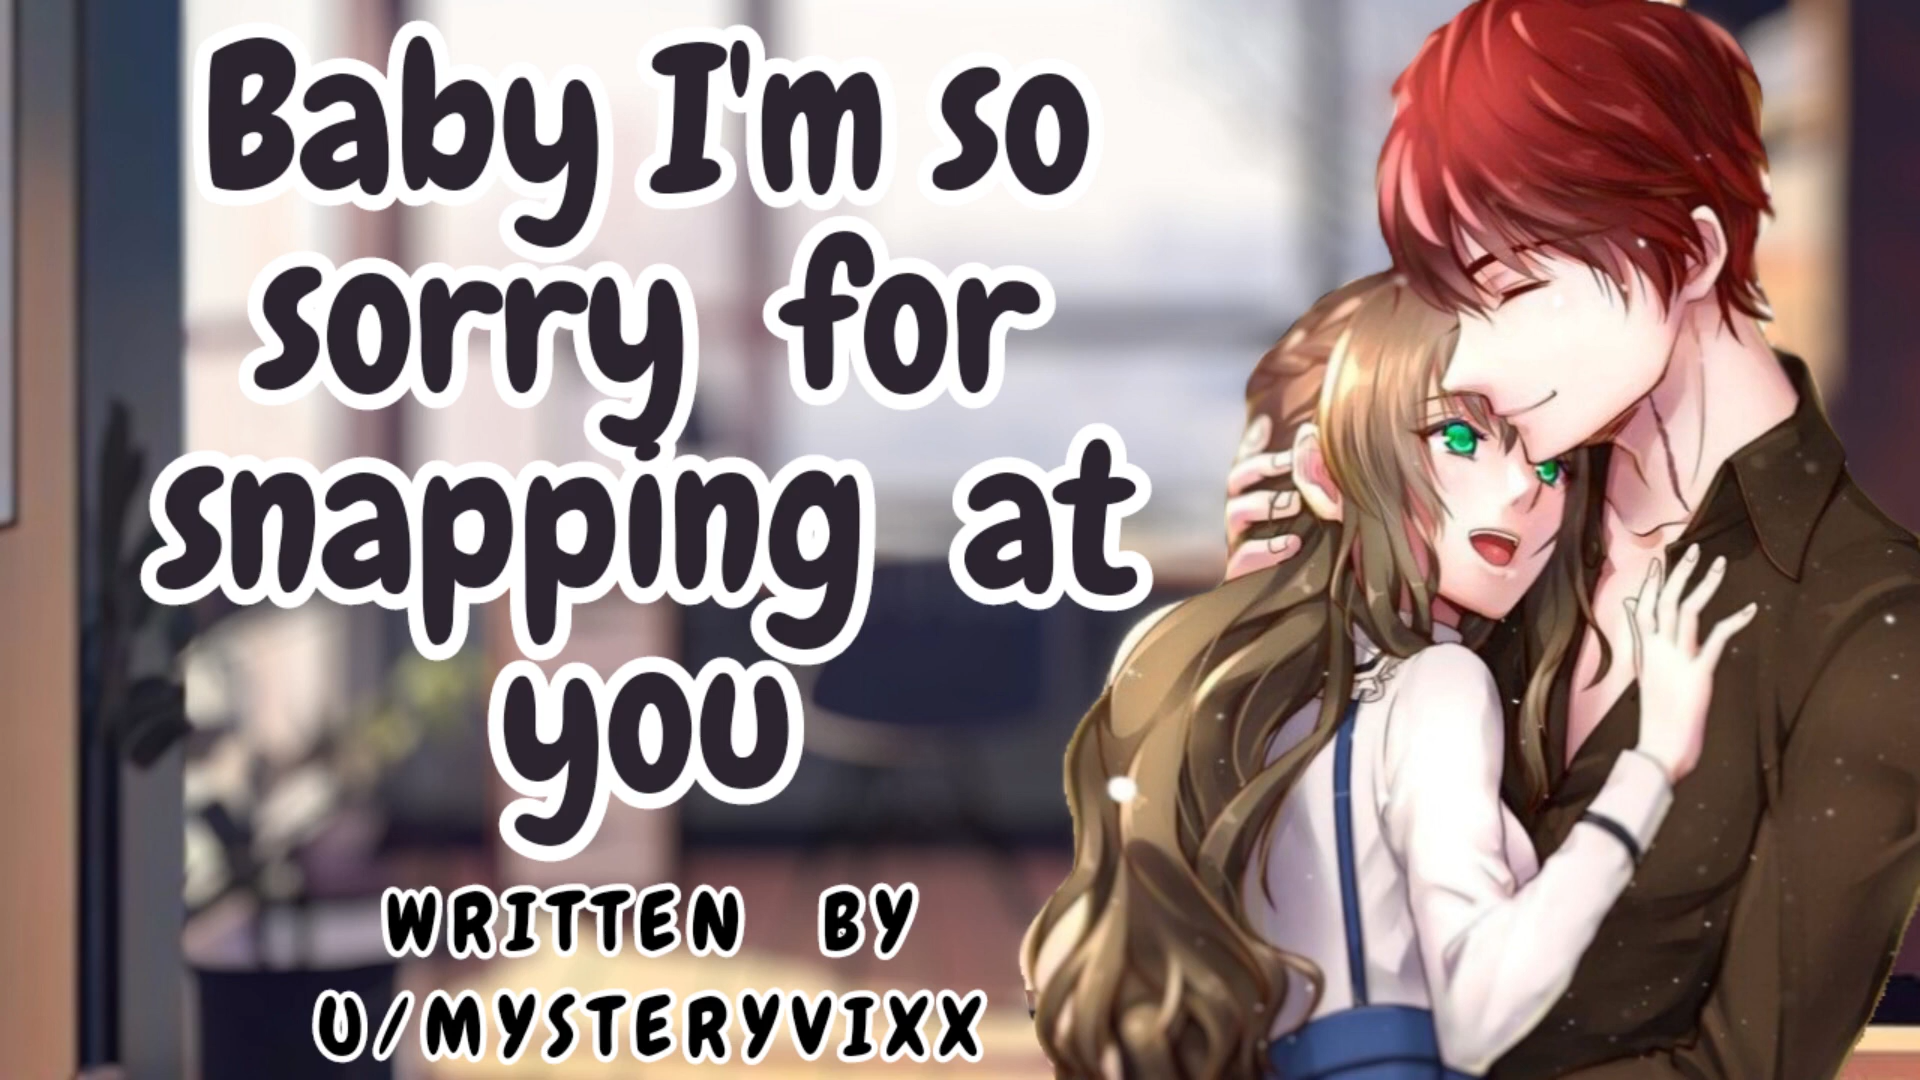 Baby I'm so
sorry for
snapping at
you
WRITTEN BY
U/MYSTERYVIXX